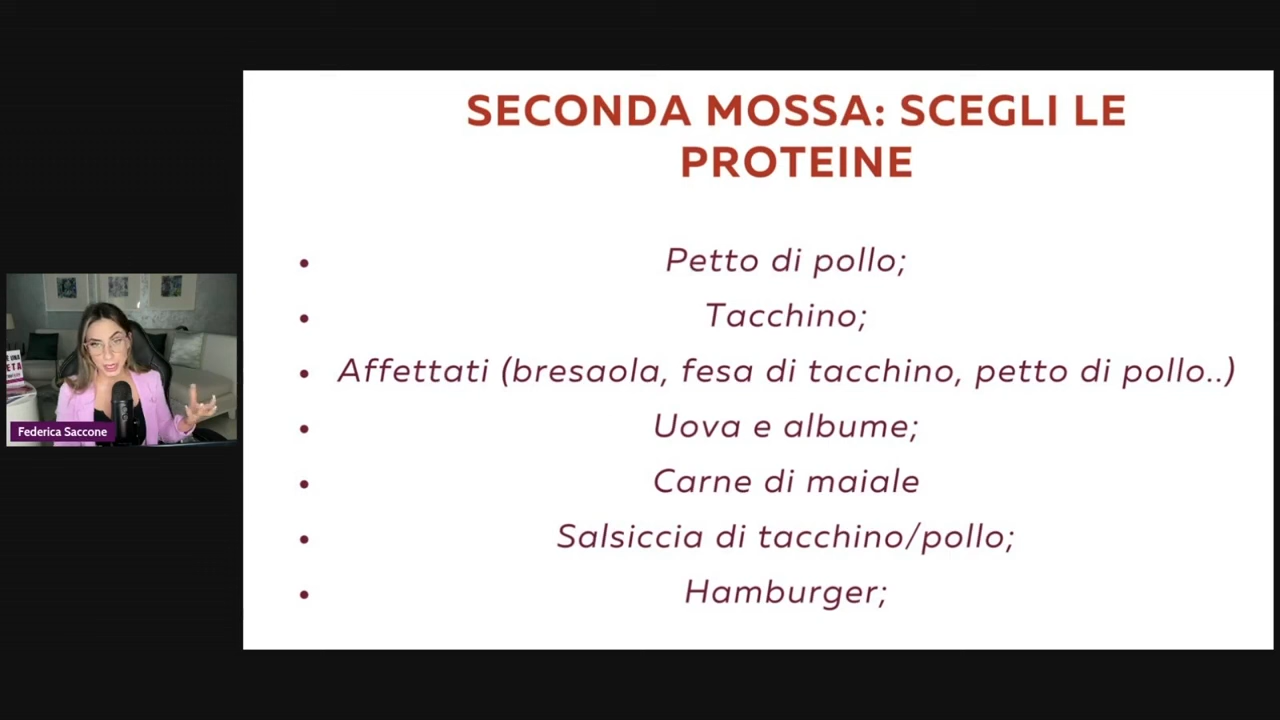 SECONDA MOSSA: SCEGLI LE
PROTEINE
• Petto di pollo;
• Tacchino;
• Affettati (bresaola, fesa di tacchino, petto di pollo..)
• Uova e albume;
• Carne di maiale
• Salsiccia di tacchino/pollo;
• Hamburger;
Federica Saccone